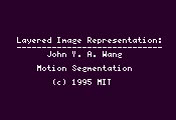 Layered Image Representation:
John Y. A. Wang
Motion Segmentation
(c) 1995 MIT